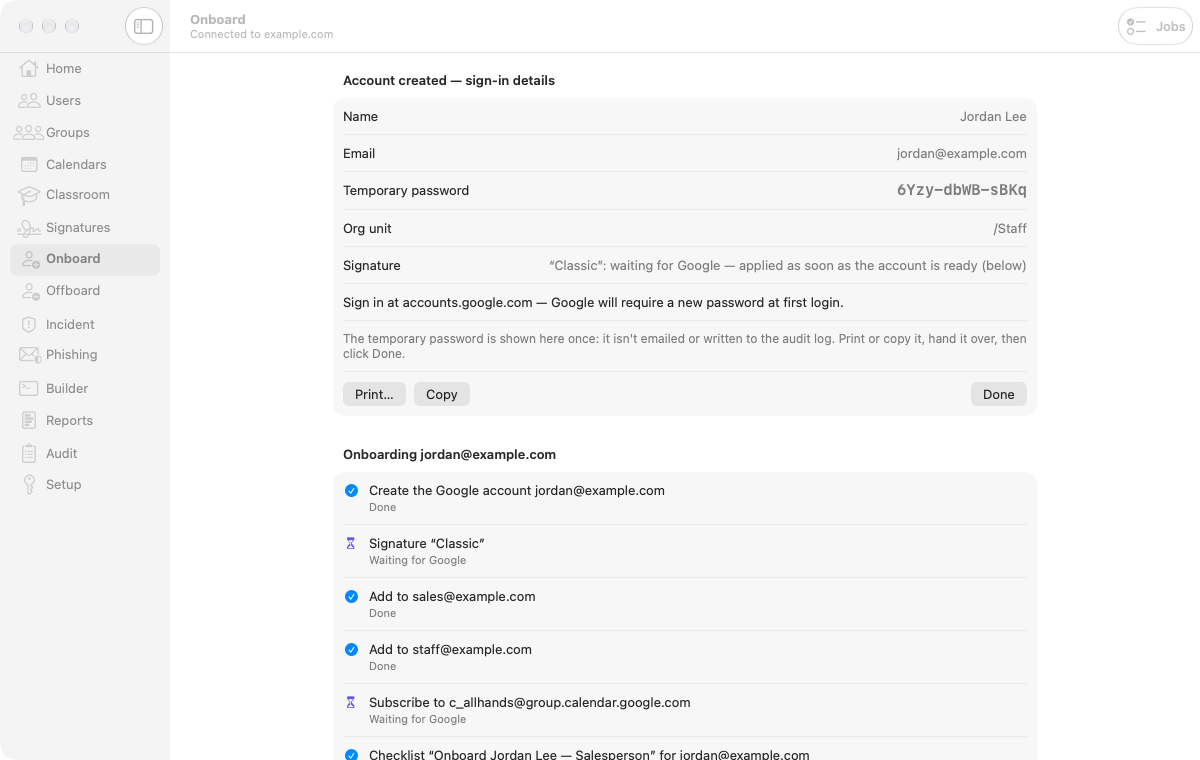 Onboard
Connected to example.com
Jobs
Home
Users
Groups
Calendars
Classroom
Signatures
Onboard
Offboard
Incident
Phishing
Builder
Reports
Audit
Setup
Account created — sign-in details
Name
Jordan Lee
Email
jordan@example.com
Temporary password
6Yzy-dbWB-sBKq
Org unit
/Staff
Signature
“Classic”: waiting for Google — applied as soon as the account is ready (below)
Sign in at accounts.google.com — Google will require a new password at first login.
The temporary password is shown here once: it isn't emailed or written to the audit log. Print or copy it, hand it over, then
click Done.
Print...
Copy
Done
Onboarding jordan@example.com
Create the Google account jordan@example.com
Done
Signature “Classic”
Waiting for Google
Add to sales@example.com
Done
Add to staff@example.com
Done
Subscribe to c_allhands@group.calendar.google.com
Waiting for Google
Checklist “Onboard Jordan Lee — Salesperson” for jordan@example.com